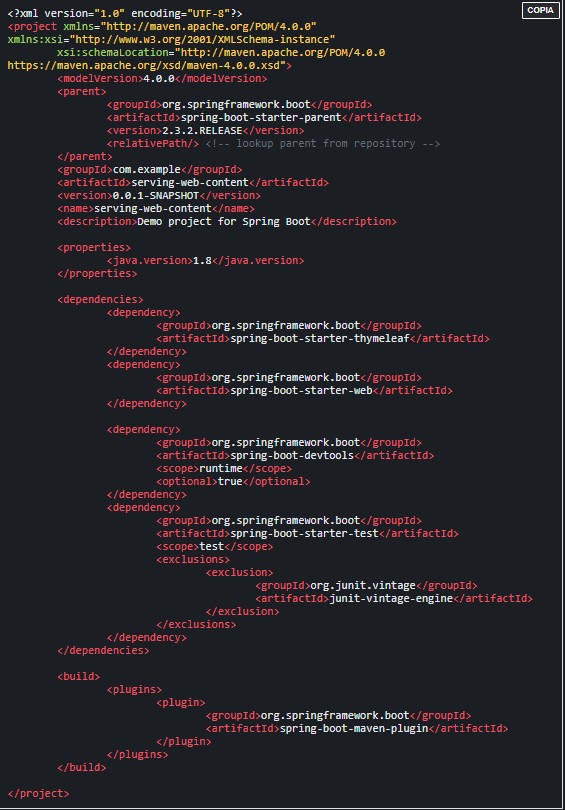 COPIA
<?xml version="1.0" encoding="UTF-8"?>
<project xmlns="http://maven.apache.org/POM/4.0.0"
xmlns:xsi="http://www.w3.org/2001/XMLSchema-instance"
        xsi:schemaLocation="http://maven.apache.org/POM/4.0.0
https://maven.apache.org/xsd/maven-4.0.0.xsd">
        <modelVersion>4.0.0</modelVersion>
        <parent>
                <groupId>org.springframework.boot</groupId>
                <artifactId>spring-boot-starter-parent</artifactId>
                <version>2.3.2.RELEASE</version>
                <relativePath/> <!-- lookup parent from repository -->
        </parent>
        <groupId>com.example</groupId>
        <artifactId>serving-web-content</artifactId>
        <version>0.0.1-SNAPSHOT</version>
        <name>serving-web-content</name>
        <description>Demo project for Spring Boot</description>

        <properties>
                <java.version>1.8</java.version>
        </properties>

        <dependencies>
                <dependency>
                        <groupId>org.springframework.boot</groupId>
                        <artifactId>spring-boot-starter-thymeleaf</artifactId>
                </dependency>
                <dependency>
                        <groupId>org.springframework.boot</groupId>
                        <artifactId>spring-boot-starter-web</artifactId>
                </dependency>

                <dependency>
                        <groupId>org.springframework.boot</groupId>
                        <artifactId>spring-boot-devtools</artifactId>
                        <scope>runtime</scope>
                        <optional>true</optional>
                </dependency>
                <dependency>
                        <groupId>org.springframework.boot</groupId>
                        <artifactId>spring-boot-starter-test</artifactId>
                        <scope>test</scope>
                        <exclusions>
                                <exclusion>
                                        <groupId>org.junit.vintage</groupId>
                                        <artifactId>junit-vintage-engine</artifactId>
                                </exclusion>
                        </exclusions>
                </dependency>
        </dependencies>

        <build>
                <plugins>
                        <plugin>
                                <groupId>org.springframework.boot</groupId>
                                <artifactId>spring-boot-maven-plugin</artifactId>
                        </plugin>
                </plugins>
        </build>

</project>